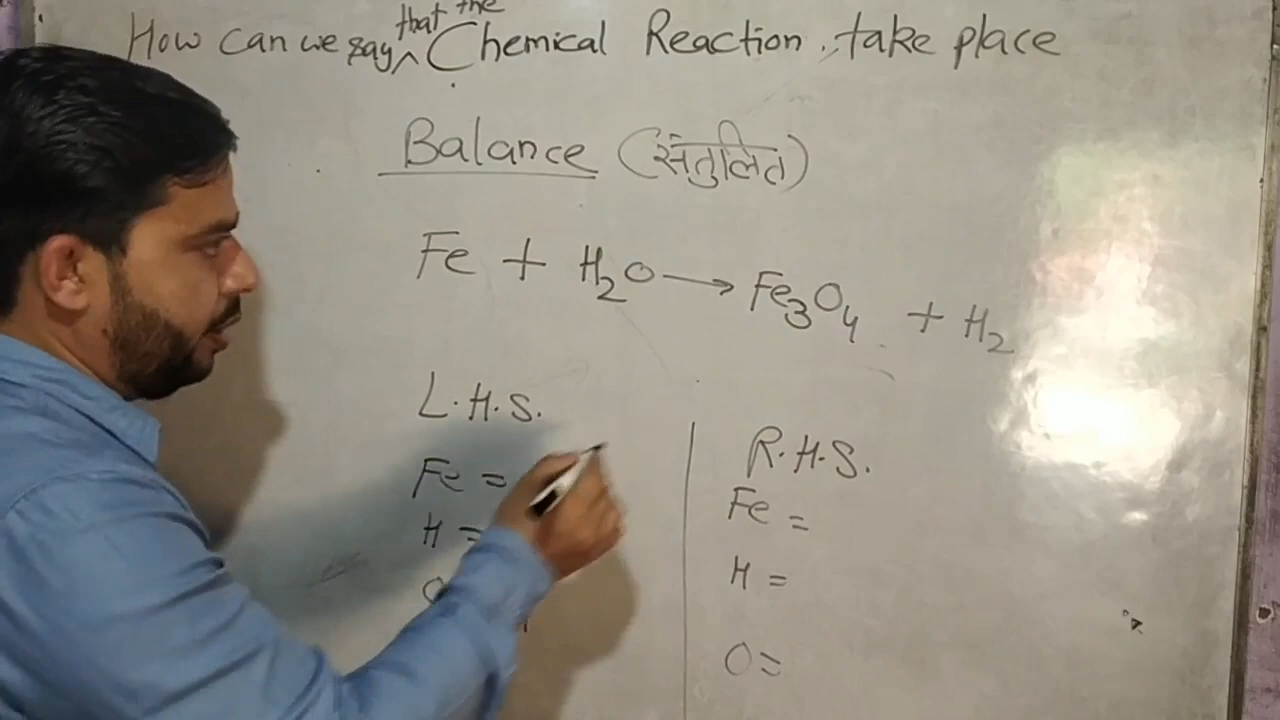 How can we say that the Chemical Reaction take place
Balance (संतुलित)
Fe + H₂O → Fe₃O₄ + H₂
L.H.S.
Fe =
H =
O
R.H.S.
Fe =
H =
O =